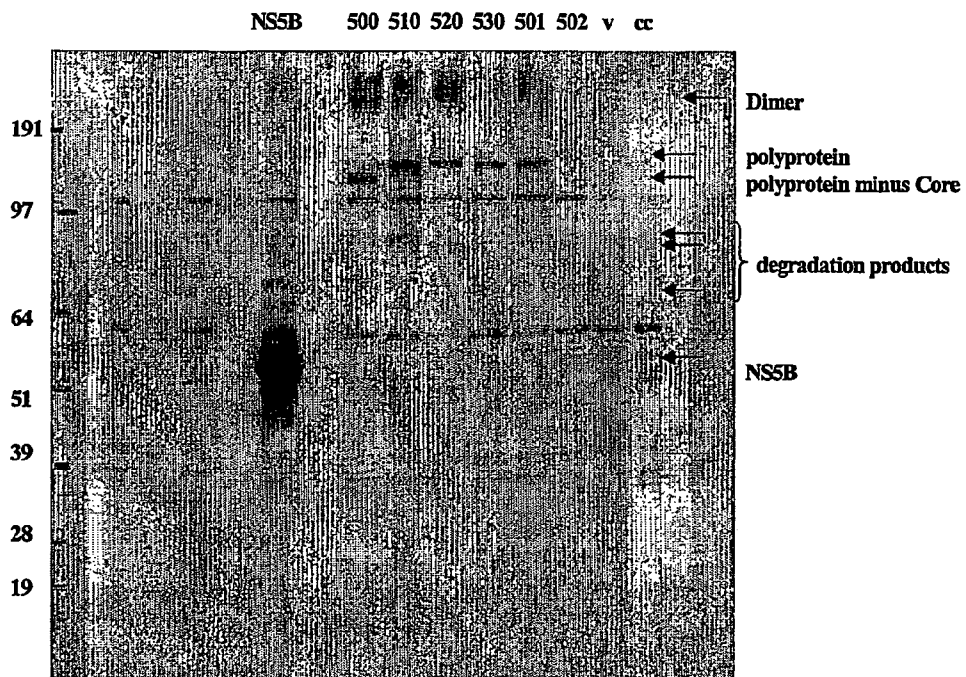 NS5B 500 510 520 530 501 502 v cc
Dimer
191
polyprotein
polyprotein minus Core
97
degradation products
64
NS5B
51
39
28
19